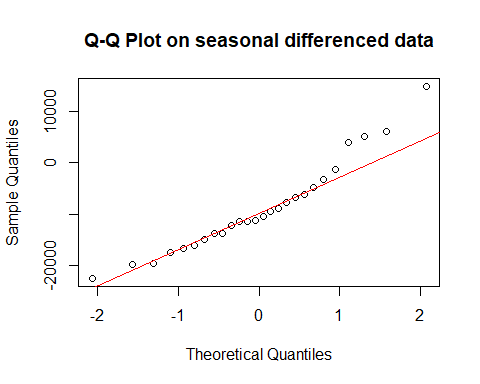 Q-Q Plot on seasonal differenced data
Sample Quantiles
10000
0
-20000
-2
-1
0
1
2
Theoretical Quantiles